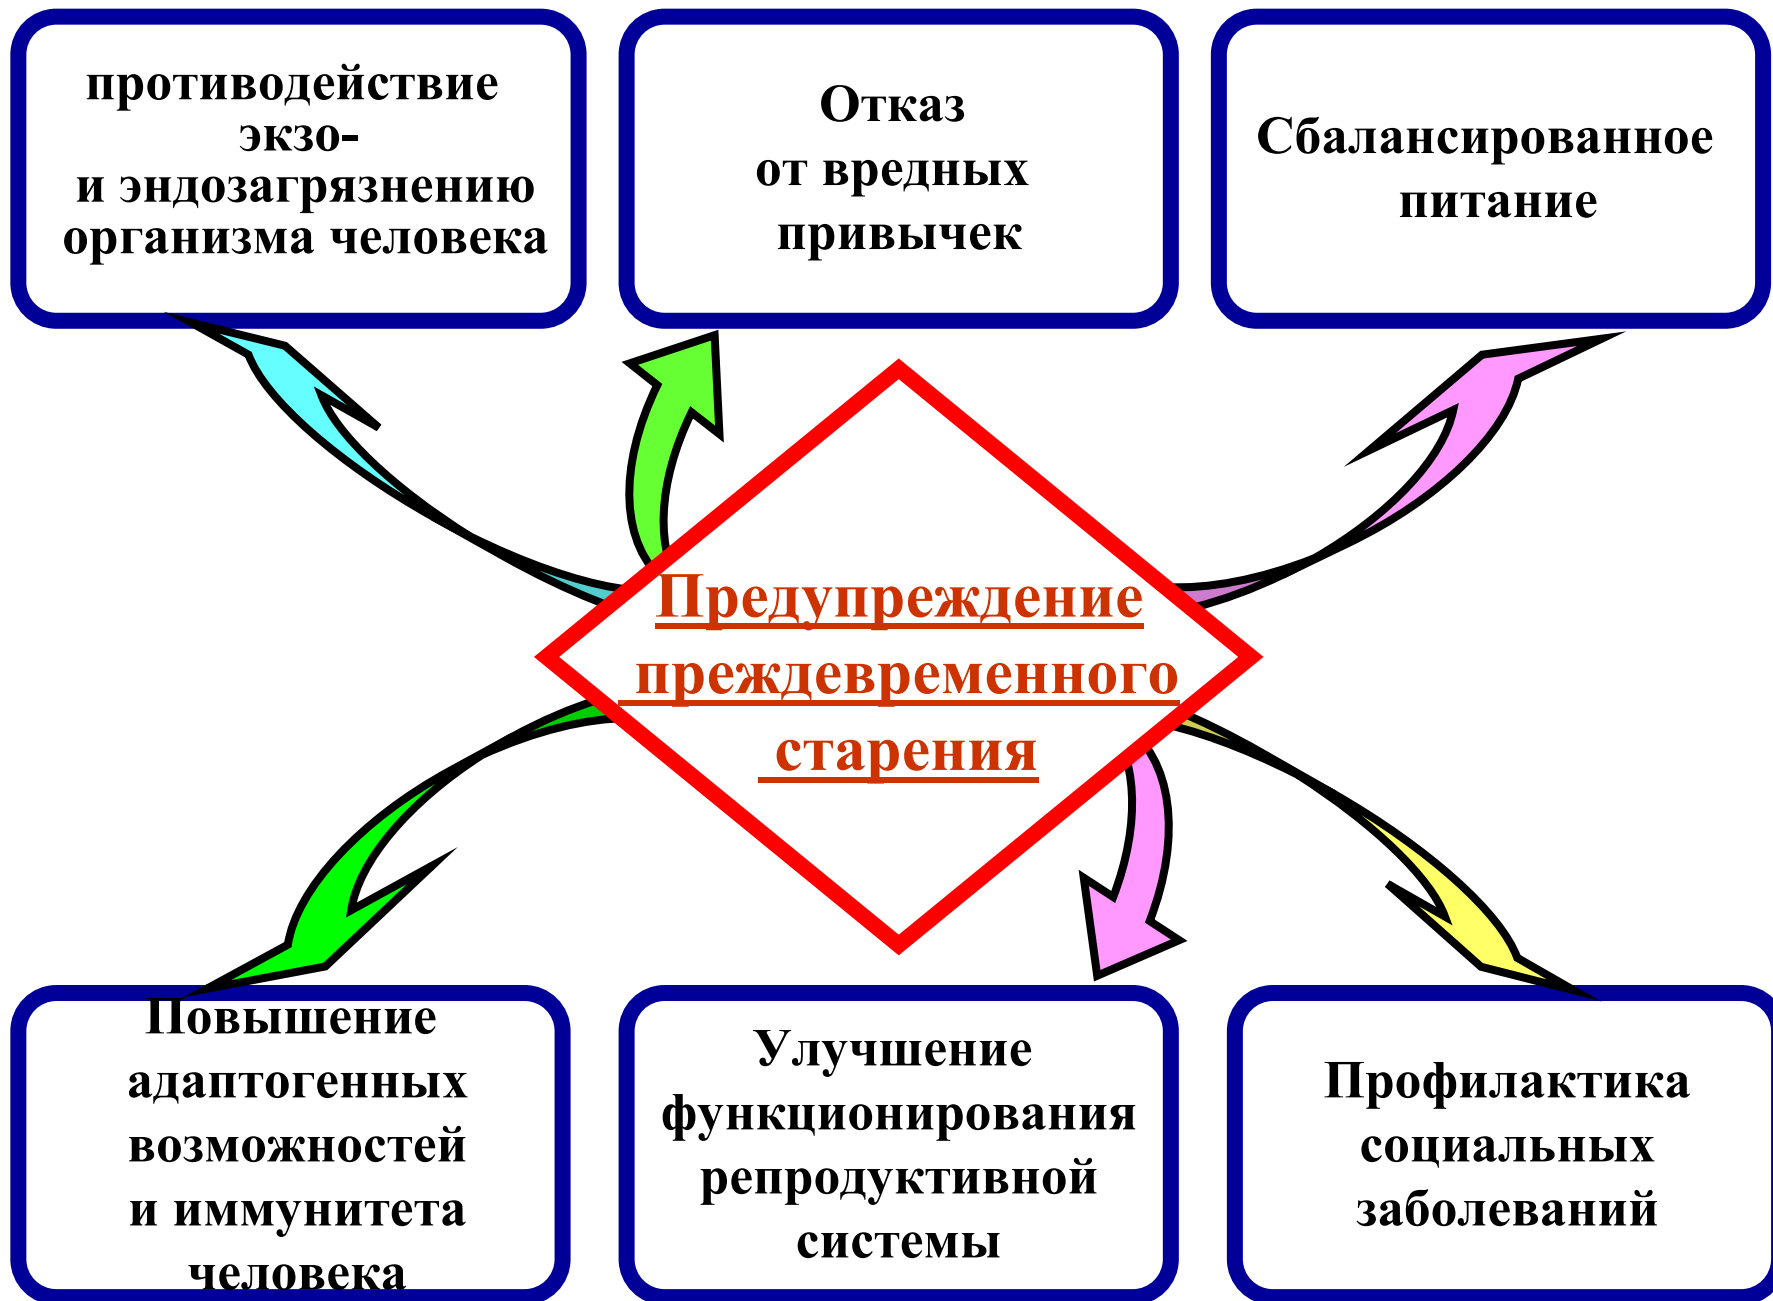 противодействие
экзо-
и эндозагрязнению
организма человека
Отказ
от вредных
привычек
Сбалансированное
питание
Предупреждение
преждевременного
старения
Повышение
адаптогенных
возможностей
и иммунитета
человека
Улучшение
функционирования
репродуктивной
системы
Профилактика
социальных
заболеваний